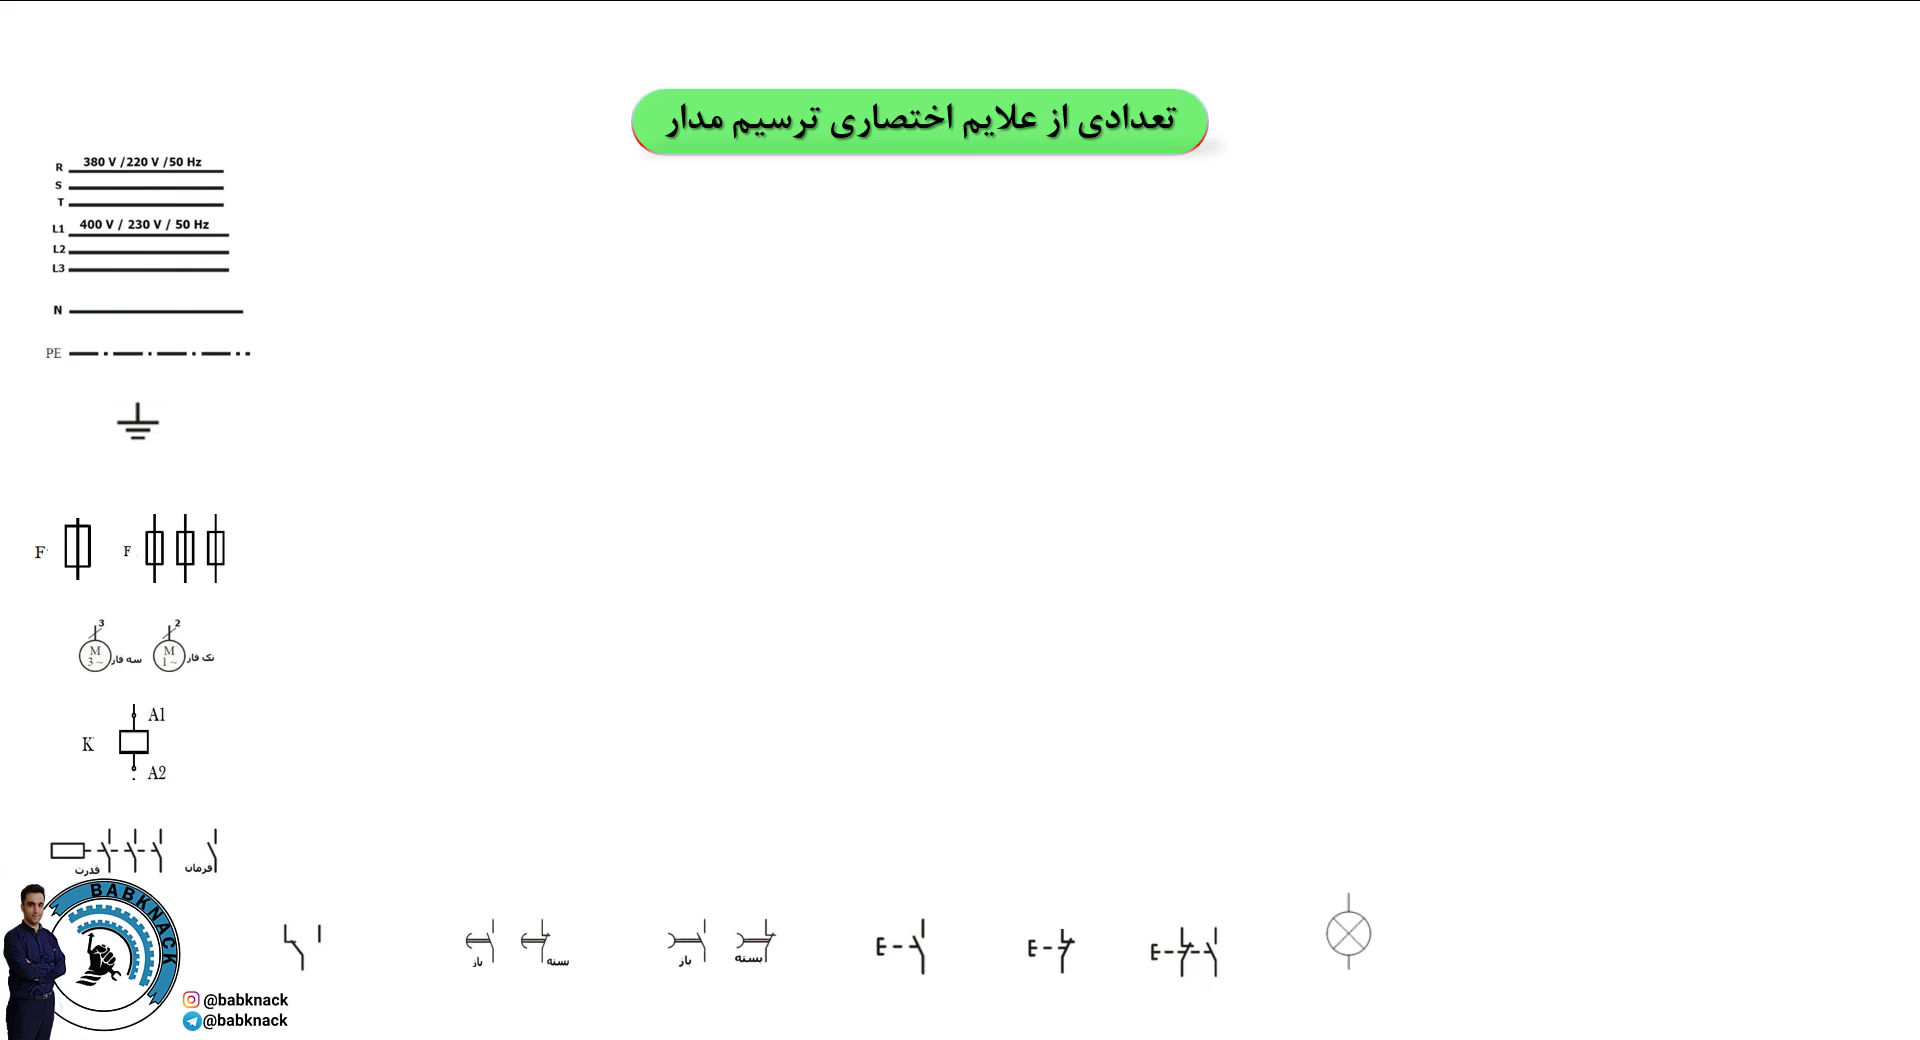 تعدادی از علایم اختصاری ترسیم مدار
380 V /220 V /50 Hz
R
S
T
400 V / 230 V / 50 Hz
L1
L2
L3
N
PE
F
F
3
M
3 ~
سه فاز
2
M
1 ~
تک فاز
A1
K
A2
قدرت
فرمان
باز
بسته
باز
بسته
E
E
E
BABKNACK
@babknack
@babknack